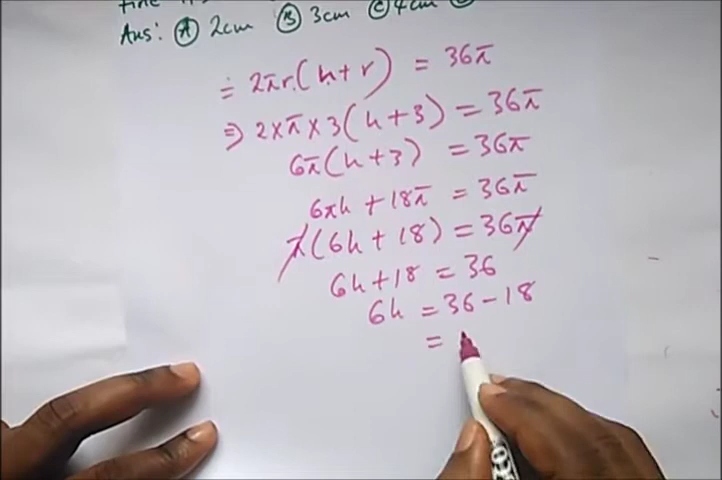 Ans: (A) 2cm (B) 3cm (C) 4cm
= 2πr(h+r) = 36π
⇒ 2×π×3(h+3) = 36π
6π(h+3) = 36π
6πh + 18π = 36π
π(6h + 18) = 36π
6h + 18 = 36
6h = 36 - 18
=